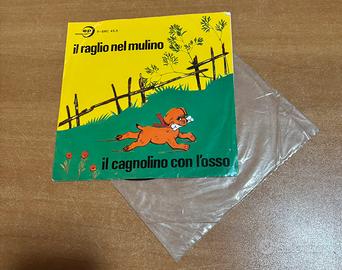 il raglio nel mulino
il cagnolino con l'osso